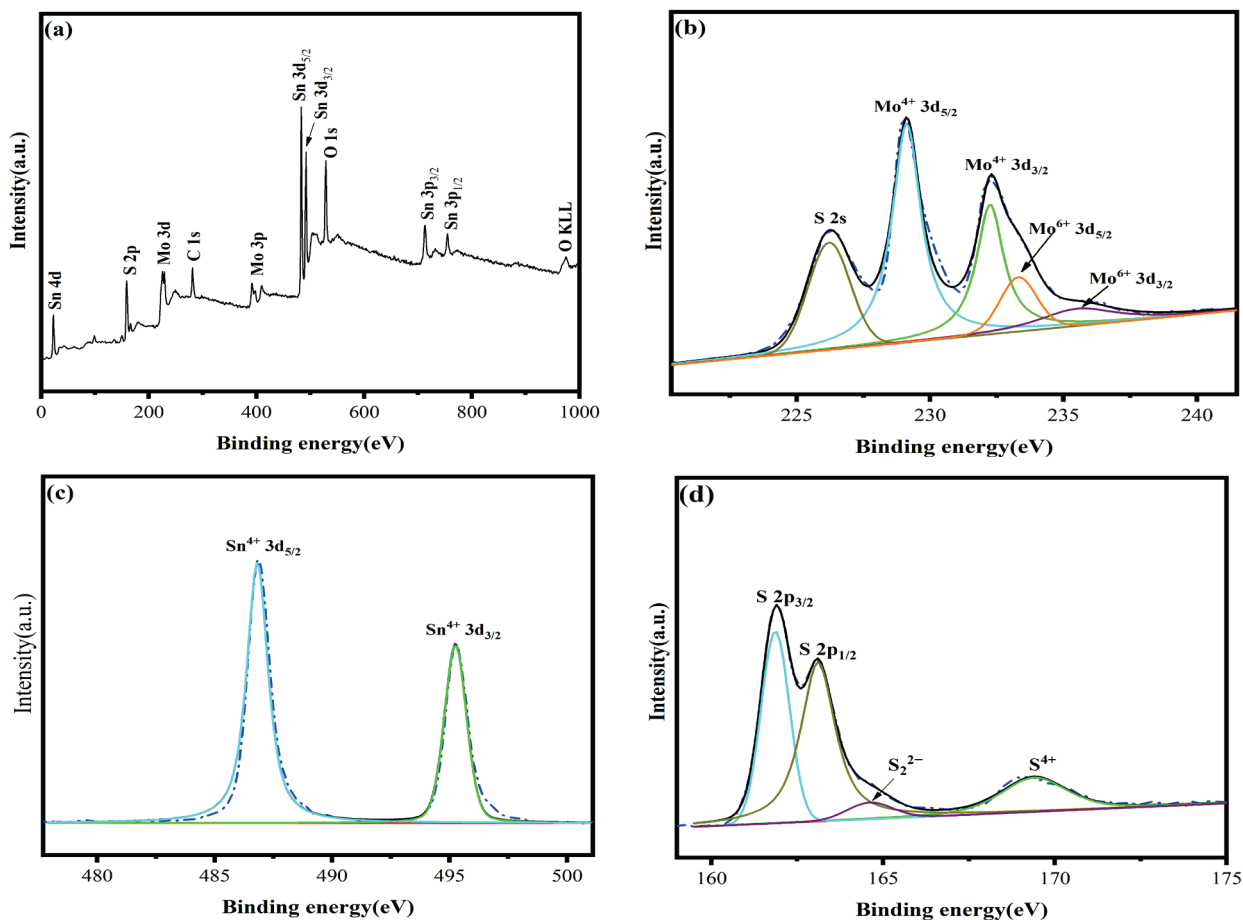 (a)
Intensity(a.u.)
Sn 4d
S 2p
Mo 3d
C 1s
Mo 3p
Sn 3d5/2
Sn 3d3/2
O 1s
Sn 3p3/2
Sn 3p1/2
O KLL
0 200 400 600 800 1000
Binding energy(eV)
(b)
Intensity(a.u.)
S 2s
Mo⁴⁺ 3d5/2
Mo⁴⁺ 3d3/2
Mo⁶⁺ 3d5/2
Mo⁶⁺ 3d3/2
225 230 235 240
Binding energy(eV)
(c)
Intensity(a.u.)
Sn⁴⁺ 3d5/2
Sn⁴⁺ 3d3/2
480 485 490 495 500
Binding energy(eV)
(d)
Intensity(a.u.)
S 2p3/2
S 2p1/2
S₂²⁻
S⁴⁺
160 165 170 175
Binding energy(eV)